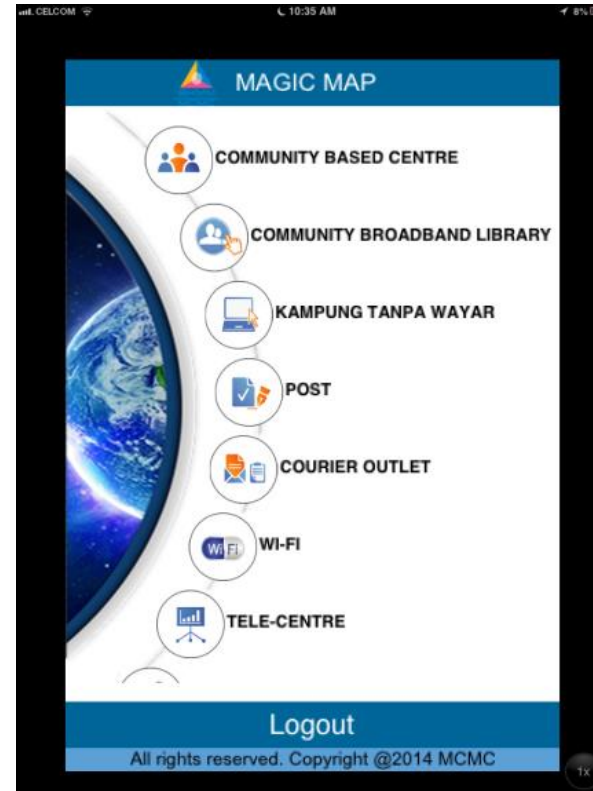 CELCOM 10:35 AM 8%
MAGIC MAP
COMMUNITY BASED CENTRE
COMMUNITY BROADBAND LIBRARY
KAMPUNG TANPA WAYAR
POST
COURIER OUTLET
Wi Fi WI-FI
TELE-CENTRE
Logout
All rights reserved. Copyright @2014 MCMC
1x